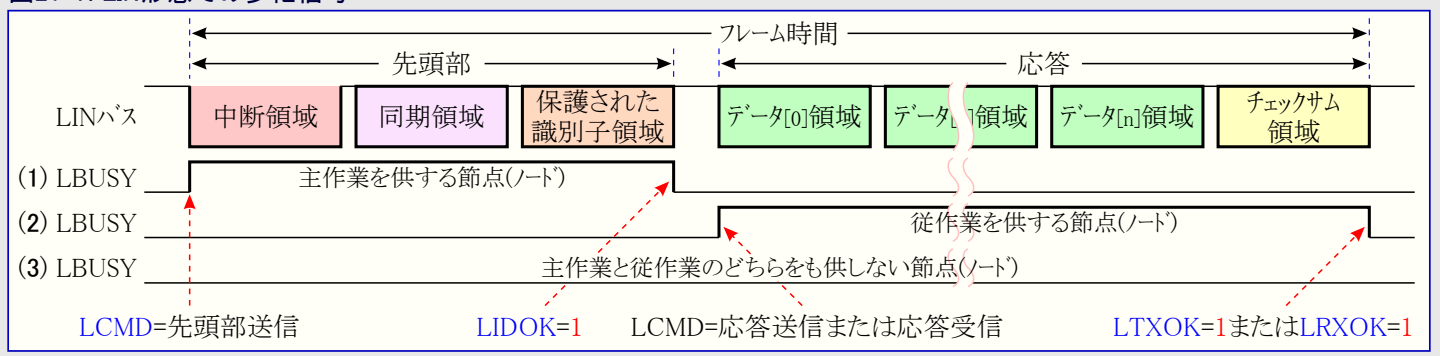 フレーム時間
先頭部
応答
LINバス
中断領域
同期領域
保護された
識別子領域
データ[0]領域
データ[
]領域
データ[n]領域
チェックサム
領域
(1) LBUSY
主作業を供する節点(ノード)
(2) LBUSY
従作業を供する節点(ノード)
(3) LBUSY
主作業と従作業のどちらをも供しない節点(ノード)
LCMD=先頭部送信
LIDOK=1
LCMD=応答送信または応答受信
LTXOK=1またはLRXOK=1